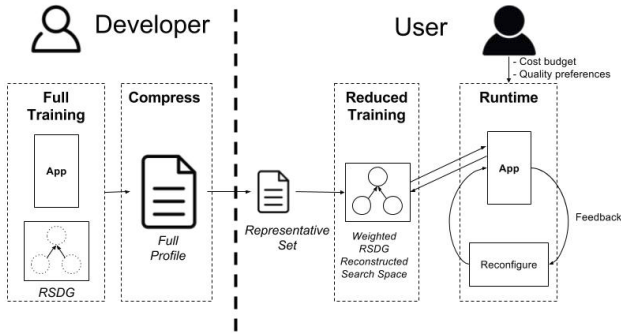 Developer
User
- Cost budget
- Quality preferences
Full
Training
App
RSDG
Compress
Full
Profile
Representative
Set
Reduced
Training
Weighted
RSDG
Reconstructed
Search Space
Runtime
App
Feedback
Reconfigure